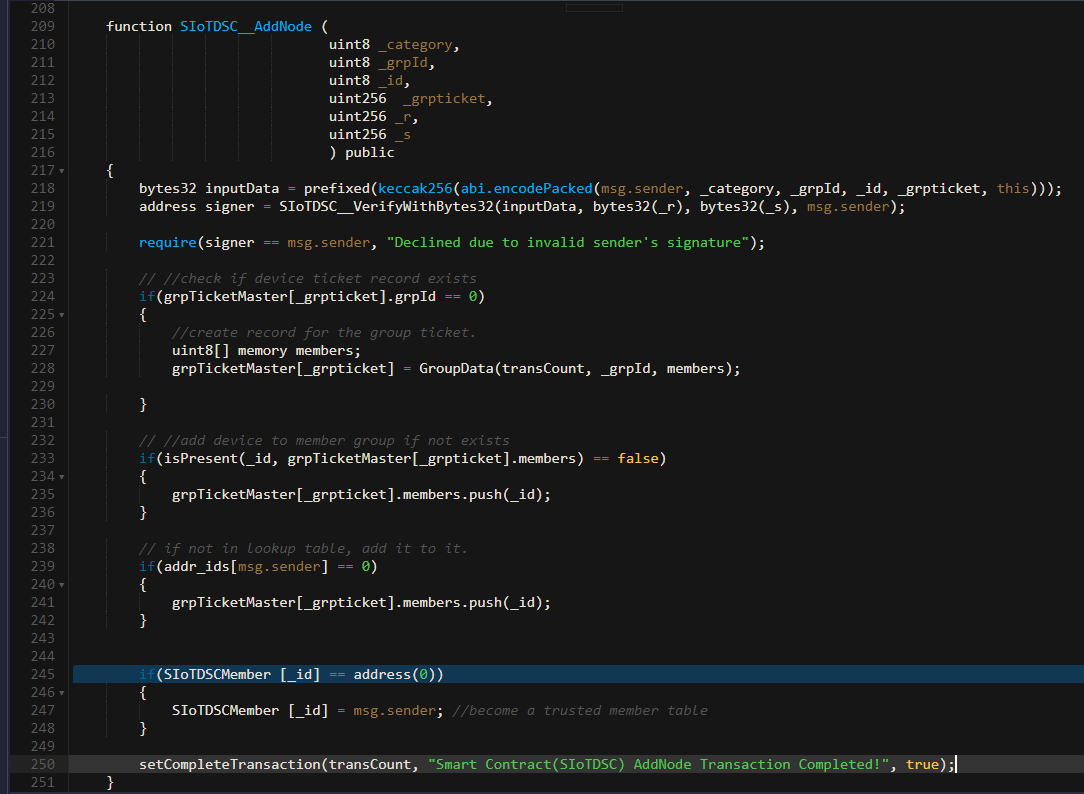 208
209 function SIoTDSC__AddNode (
210 uint8 _category,
211 uint8 _grpId,
212 uint8 _id,
213 uint256  _grpticket,
214 uint256 _r,
215 uint256 _s
216 ) public
217 {
218 bytes32 inputData = prefixed(keccak256(abi.encodePacked(msg.sender, _category, _grpId, _id, _grpticket, this)));
219 address signer = SIoTDSC__VerifyWithBytes32(inputData, bytes32(_r), bytes32(_s), msg.sender);
220
221 require(signer == msg.sender, "Declined due to invalid sender's signature");
222
223 // //check if device ticket record exists
224 if(grpTicketMaster[_grpticket].grpId == 0)
225 {
226 //create record for the group ticket.
227 uint8[] memory members;
228 grpTicketMaster[_grpticket] = GroupData(transCount, _grpId, members);
229
230 }
231
232 // //add device to member group if not exists
233 if(isPresent(_id, grpTicketMaster[_grpticket].members) == false)
234 {
235 grpTicketMaster[_grpticket].members.push(_id);
236 }
237
238 // if not in lookup table, add it to it.
239 if(addr_ids[msg.sender] == 0)
240 {
241 grpTicketMaster[_grpticket].members.push(_id);
242 }
243
244
245 if(SIoTDSCMember [_id] == address(0))
246 {
247 SIoTDSCMember [_id] = msg.sender; //become a trusted member table
248 }
249
250 setCompleteTransaction(transCount, "Smart Contract(SIoTDSC) AddNode Transaction Completed!", true);
251 }